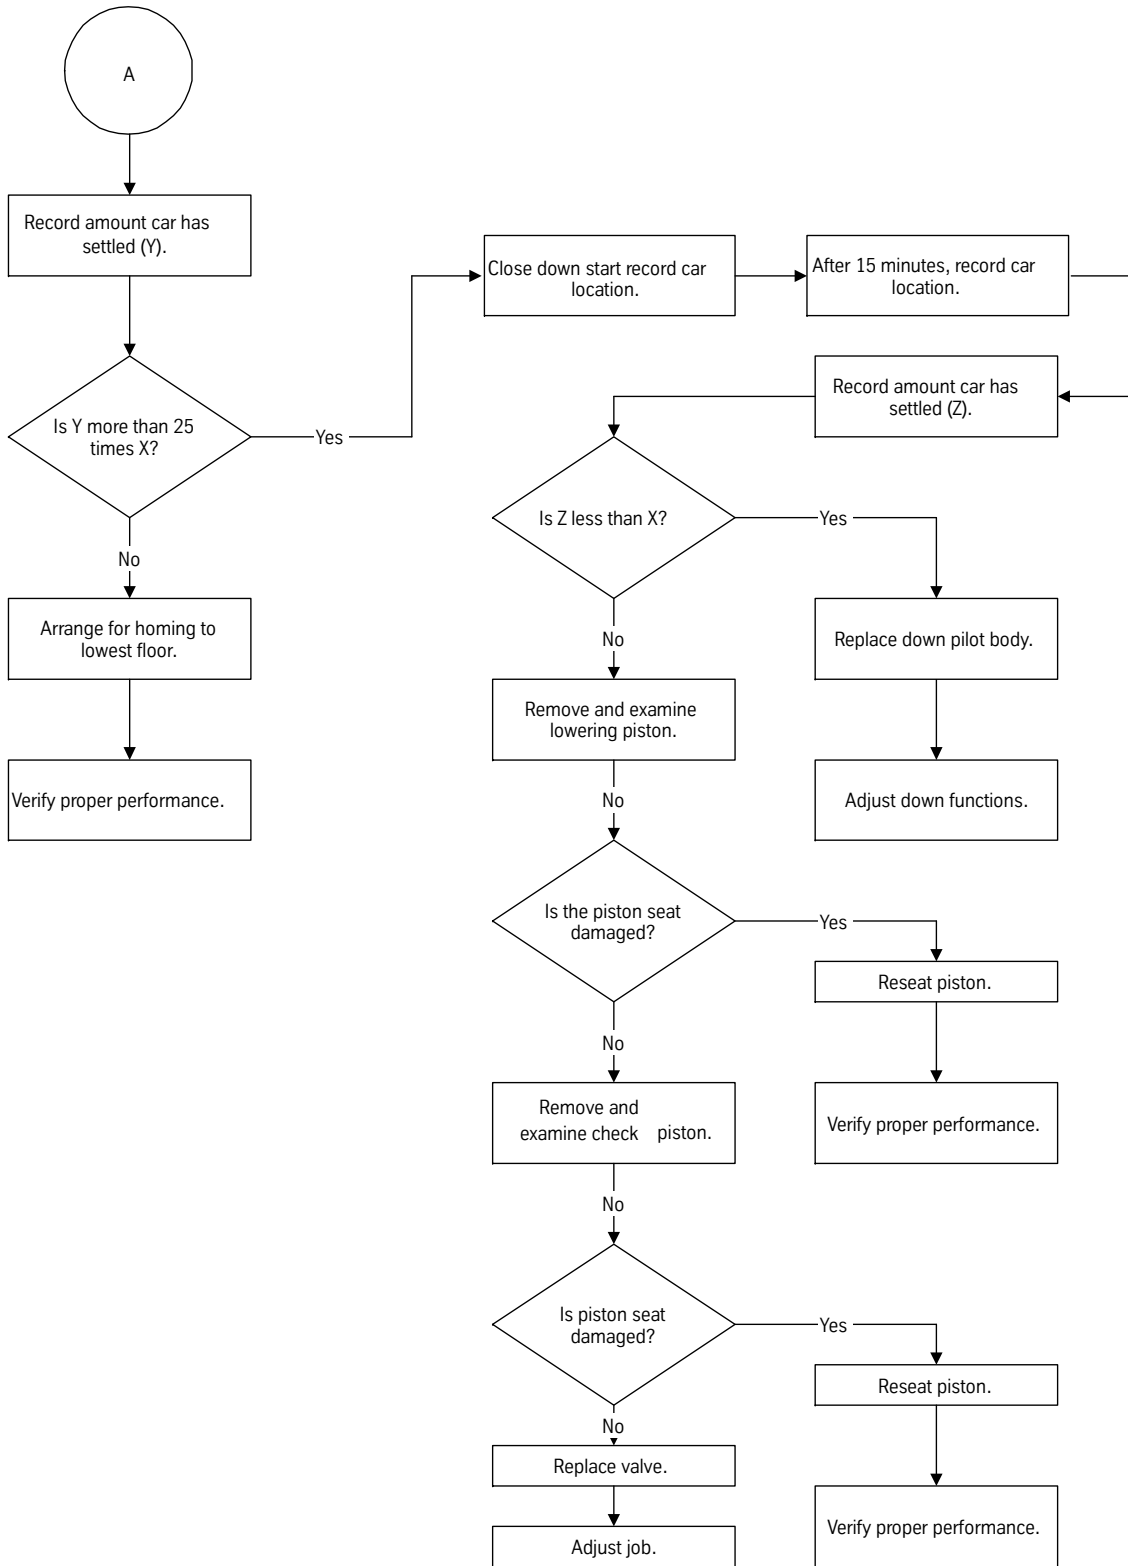 A
Record amount car has
settled (Y).
Is Y more than 25
times X?
Yes
No
Arrange for homing to
lowest floor.
Verify proper performance.
Close down start record car
location.
After 15 minutes, record car
location.
Record amount car has
settled (Z).
Is Z less than X?
Yes
Replace down pilot body.
Adjust down functions.
No
Remove and examine
lowering piston.
No
Is the piston seat
damaged?
Yes
Reseat piston.
Verify proper performance.
No
Remove and
examine check piston.
No
Is piston seat
damaged?
Yes
Reseat piston.
Verify proper performance.
No
Replace valve.
Adjust job.